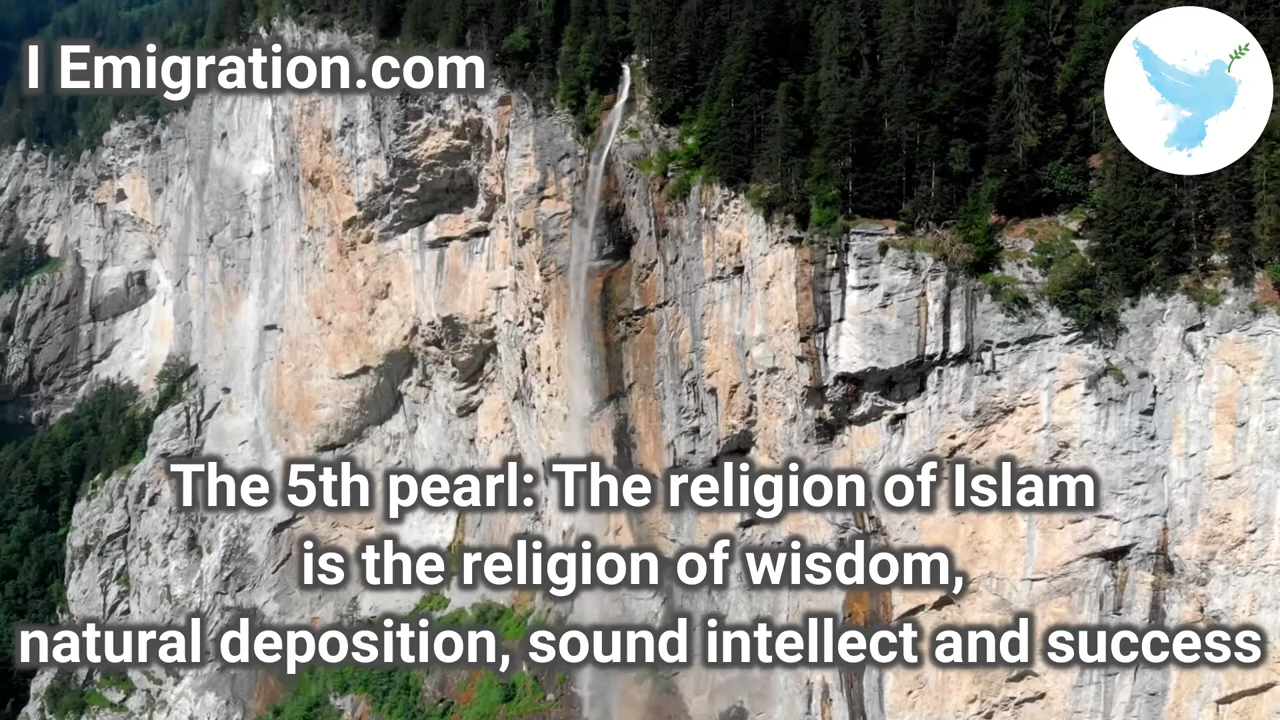 I Emigration.com
The 5th pearl: The religion of Islam
is the religion of wisdom,
natural deposition, sound intellect and success